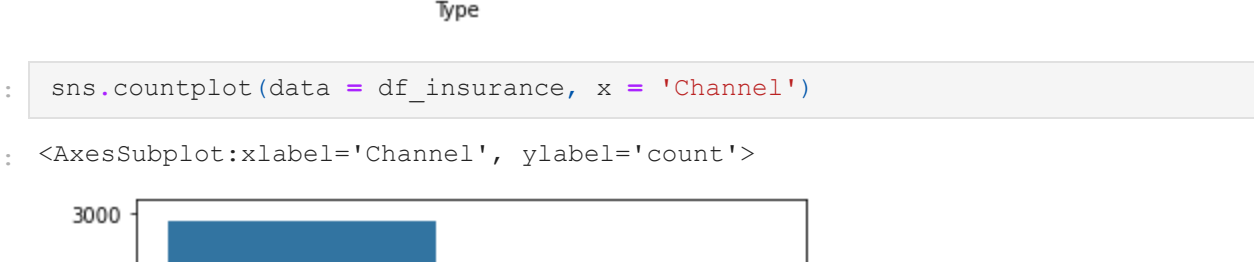 Type
: sns.countplot(data = df_insurance, x = 'Channel')
: <AxesSubplot:xlabel='Channel', ylabel='count'>
3000